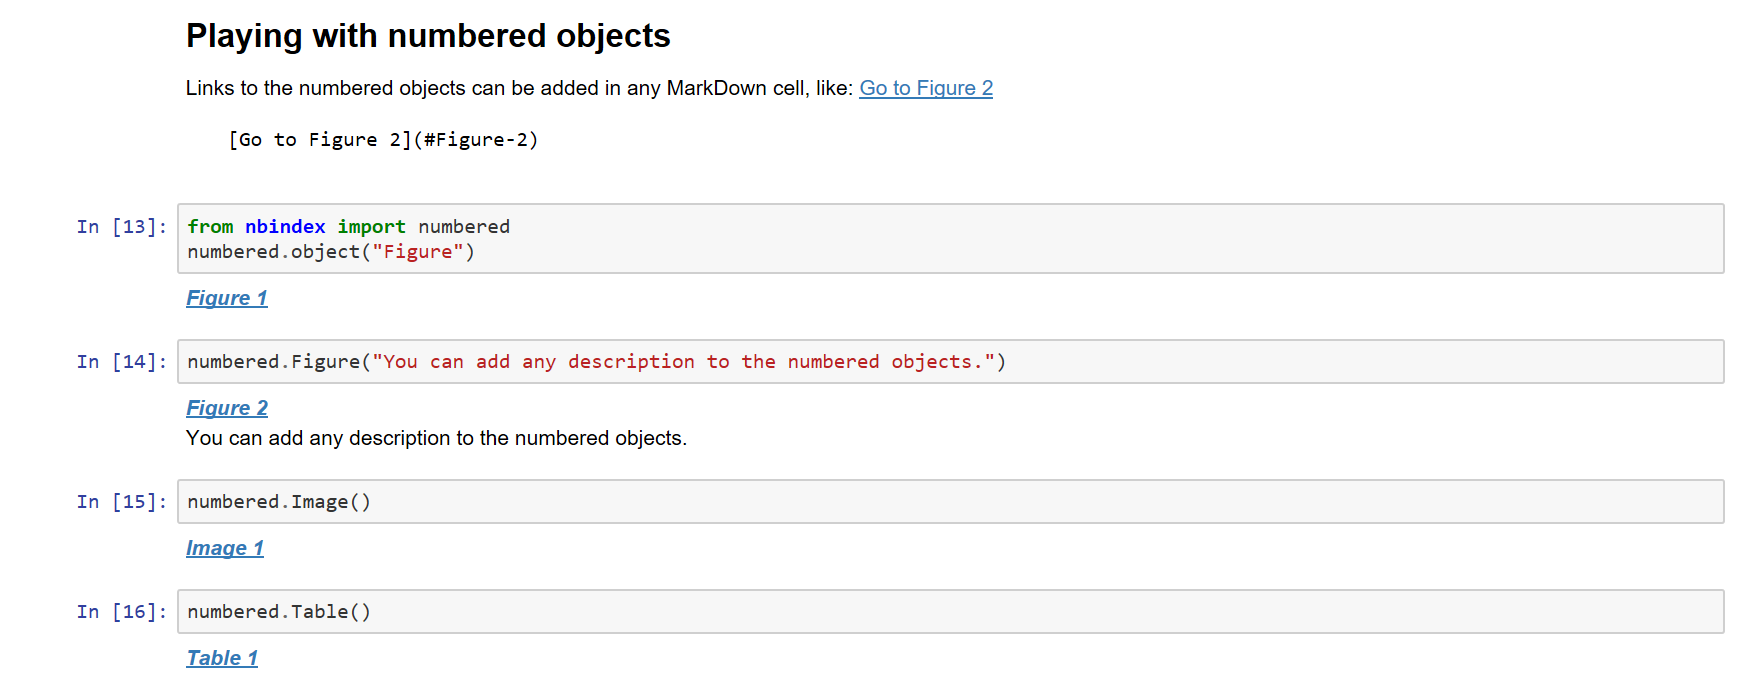 Playing with numbered objects
Links to the numbered objects can be added in any MarkDown cell, like: Go to Figure 2
[Go to Figure 2](#Figure-2)
In [13]: from nbindex import numbered
numbered.object("Figure")
Figure 1
In [14]: numbered.Figure("You can add any description to the numbered objects.")
Figure 2
You can add any description to the numbered objects.
In [15]: numbered.Image()
Image 1
In [16]: numbered.Table()
Table 1